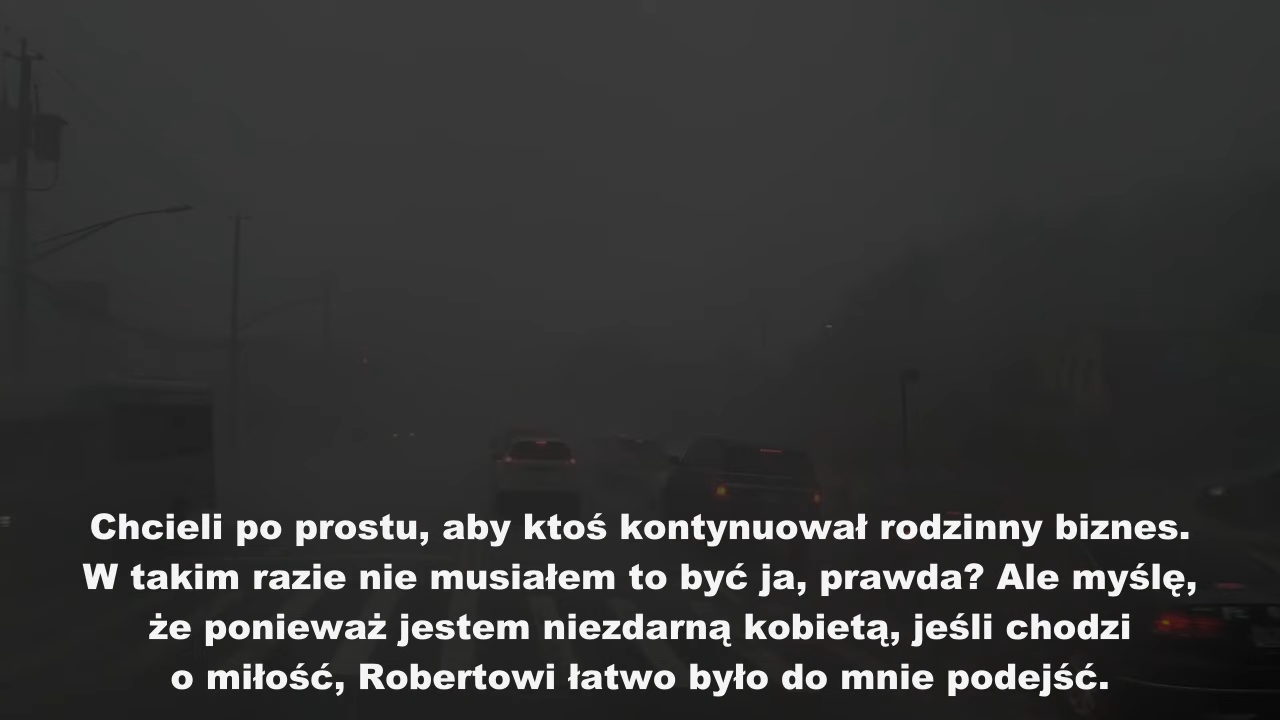 Chcieli po prostu, aby ktoś kontynuował rodzinny biznes.
W takim razie nie musiałem to być ja, prawda? Ale myślę,
że ponieważ jestem niezdarną kobietą, jeśli chodzi
o miłość, Robertowi łatwo było do mnie podejść.